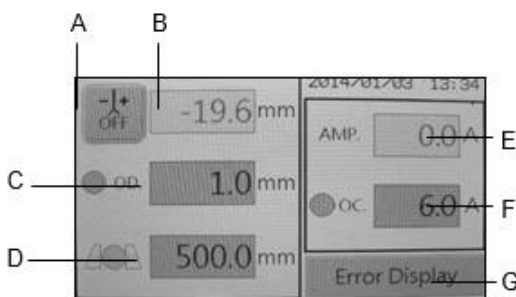 A
B
2014/01/03 13:34
-|+
OFF
-19.6 mm
AMP.
0.0 A
E
C
OD.
1.0 mm
OC.
6.0 A
F
D
500.0 mm
Error Display
G